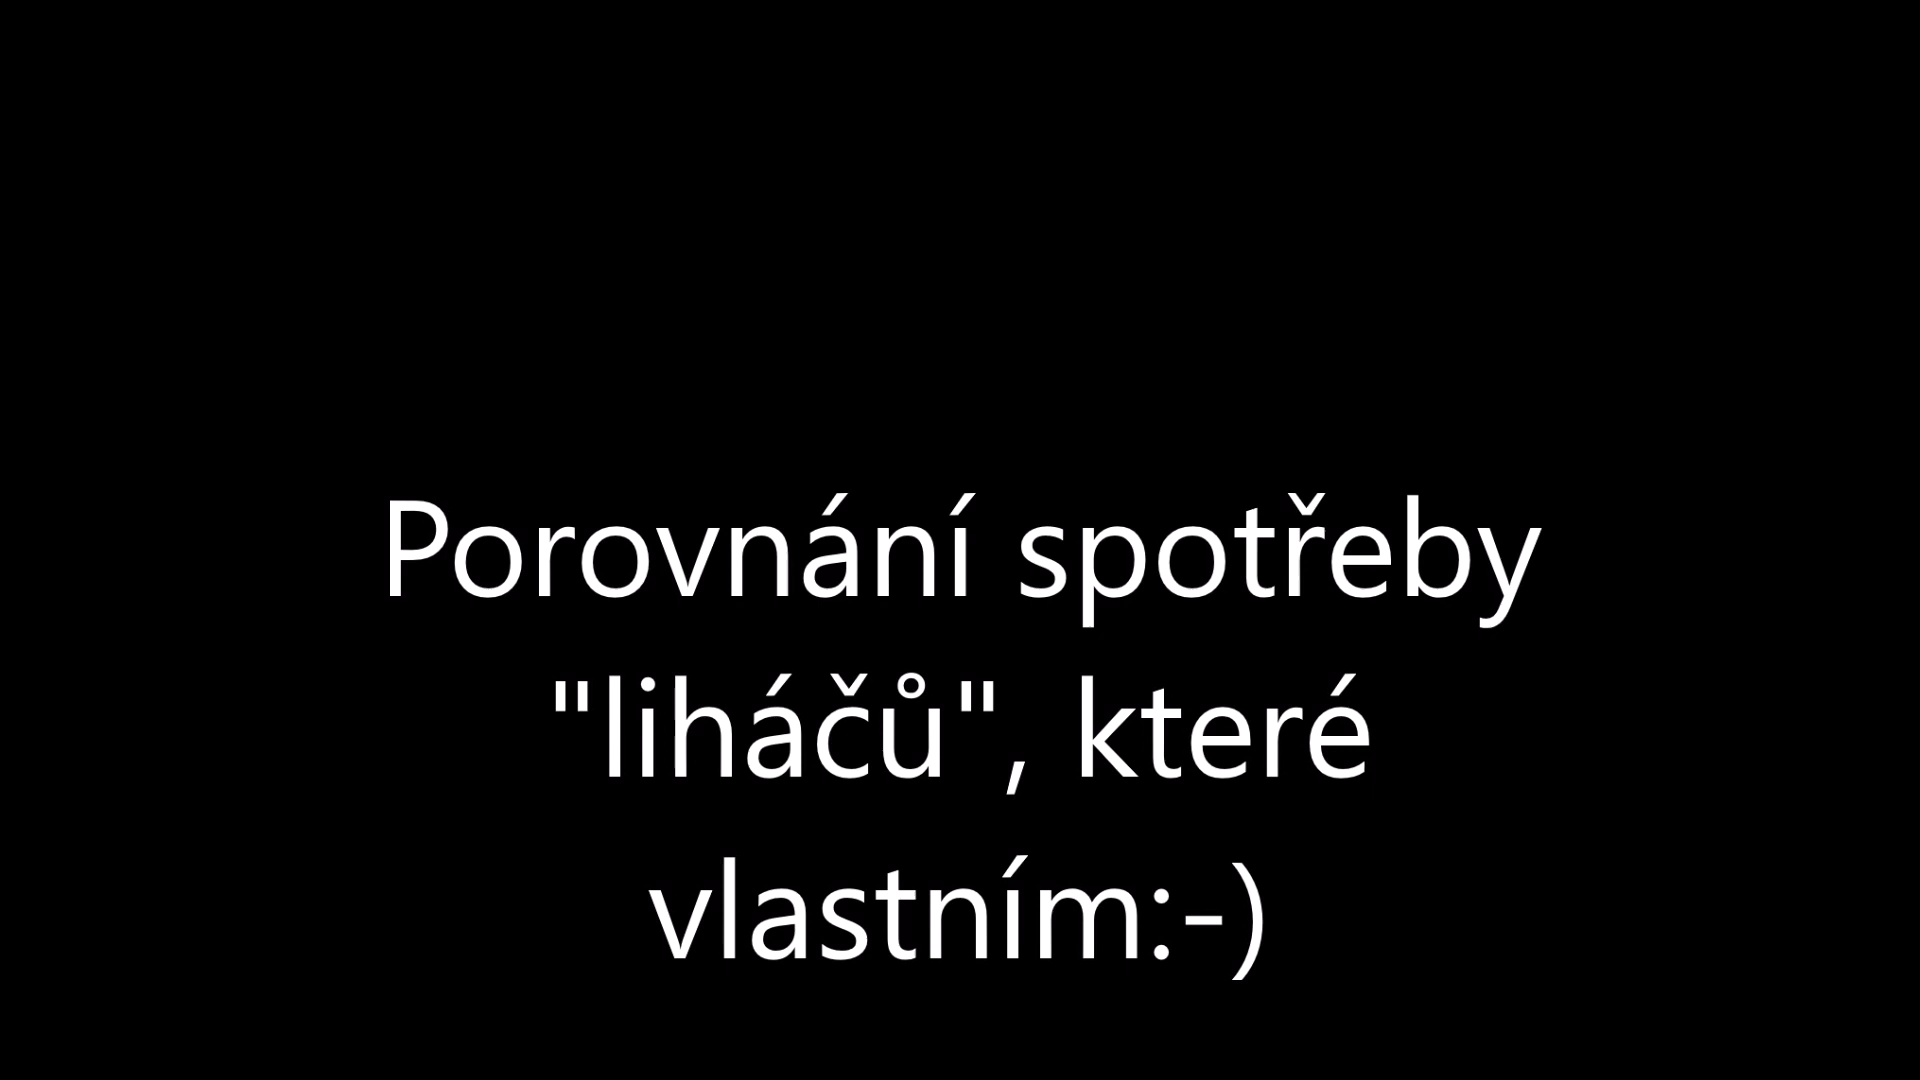 Porovnání spotřeby
"liháčů", které
vlastním:-)